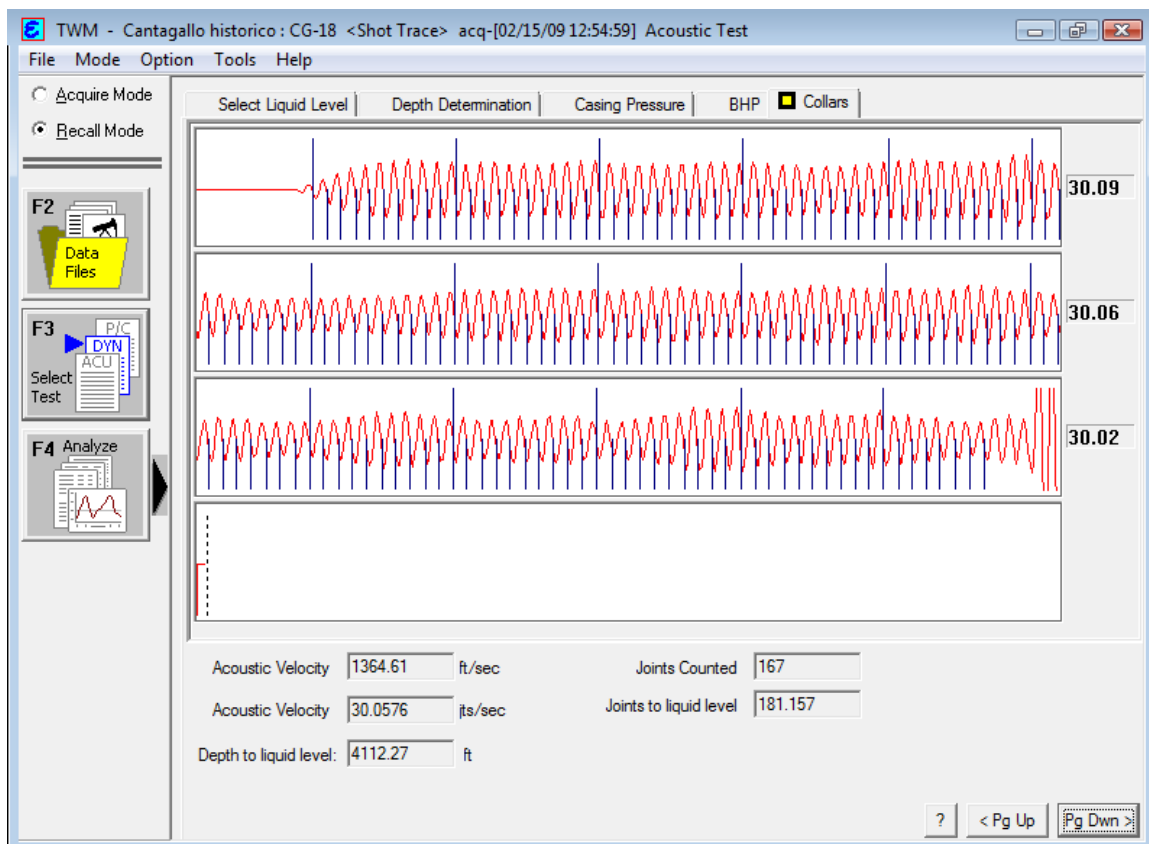 TWM - Cantagallo historico : CG-18 <Shot Trace> acq-[02/15/09 12:54:59] Acoustic Test
File Mode Option Tools Help
Acquire Mode
Recall Mode
F2
Data
Files
F3
P/C
DYN
ACU
Select
Test
F4 Analyze
Select Liquid Level Depth Determination Casing Pressure BHP Collars
30.09
30.06
30.02
Acoustic Velocity 1364.61 ft/sec Joints Counted 167
Acoustic Velocity 30.0576 jts/sec Joints to liquid level 181.157
Depth to liquid level: 4112.27 ft
? < Pg Up Pg Dwn >